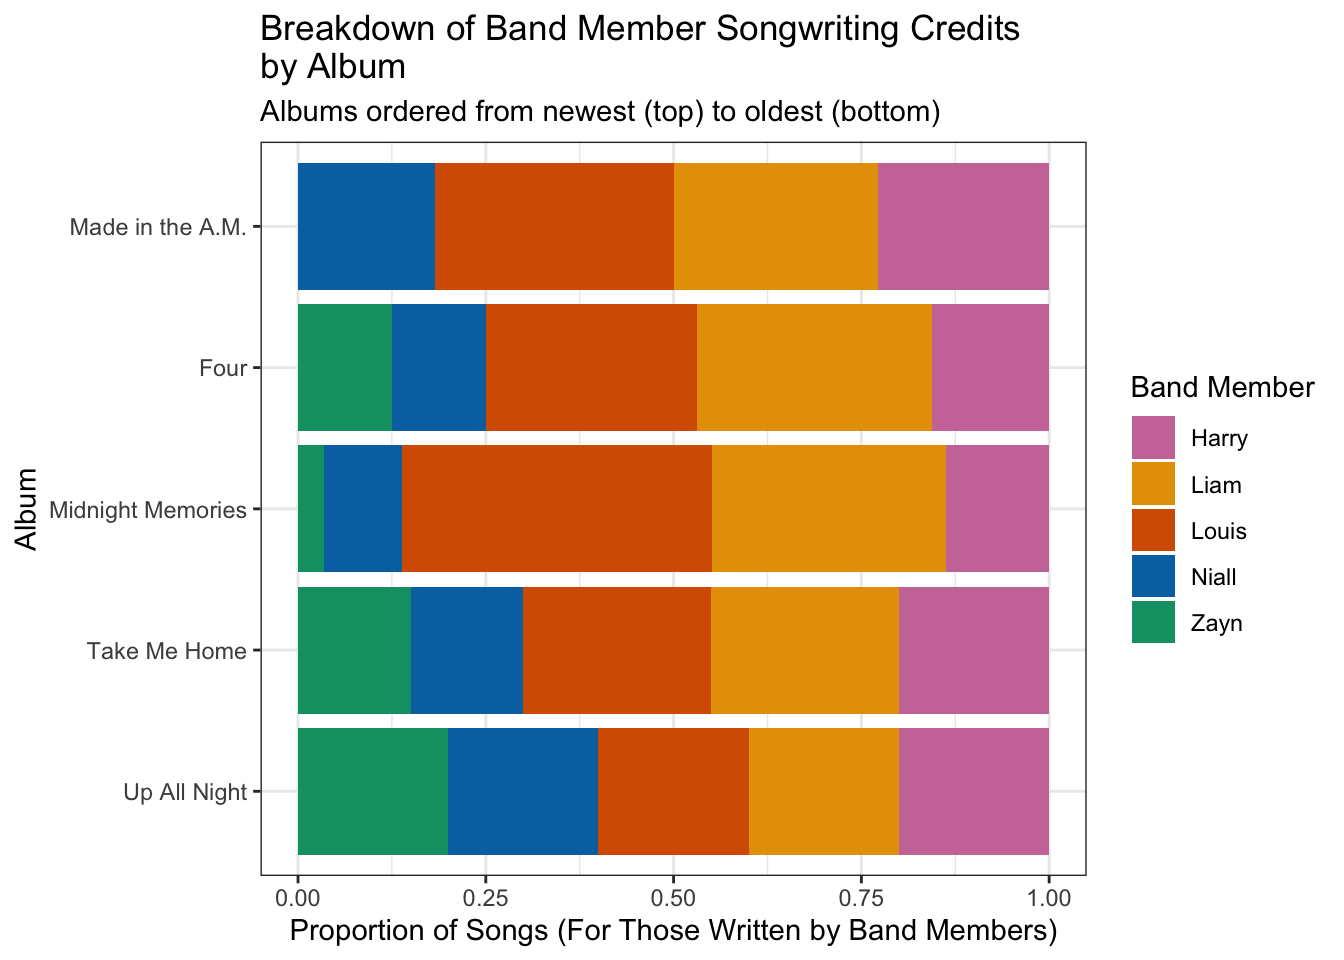 Breakdown of Band Member Songwriting Credits
by Album
Albums ordered from newest (top) to oldest (bottom)
Album
Made in the A.M.
Four
Midnight Memories
Take Me Home
Up All Night
0.00 0.25 0.50 0.75 1.00
Proportion of Songs (For Those Written by Band Members)
Band Member
Harry
Liam
Louis
Niall
Zayn